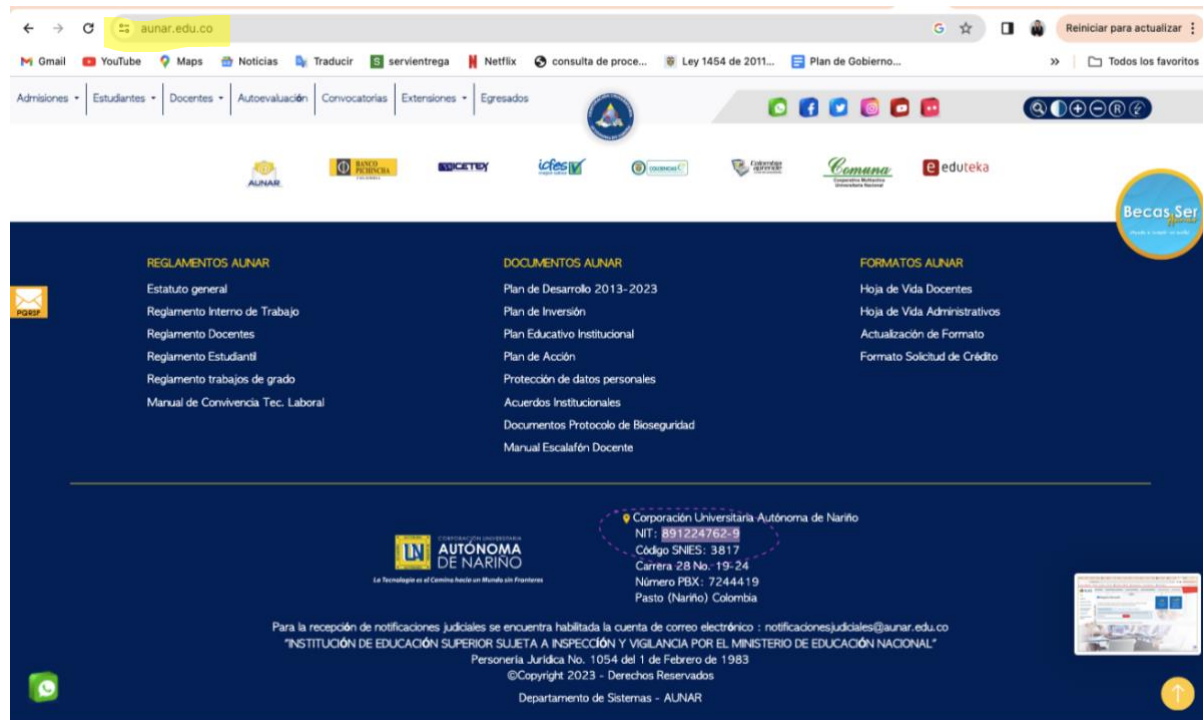 aunar.edu.co
Reiniciar para actualizar
Gmail YouTube Maps Noticias Traducir servientrega Netflix consulta de proce... Ley 1454 de 2011... Plan de Gobierno... » Todos los favoritos
Admisiones Estudiantes Docentes Autoevaluación Convocatorias Extensiones Egresados
AUNAR BANCO PICHINCHA ICETEX icfes Colombia aprende Comuna eduteka
Becas Ser
PQRSF
REGLAMENTOS AUNAR
Estatuto general
Reglamento Interno de Trabajo
Reglamento Docentes
Reglamento Estudiantil
Reglamento trabajos de grado
Manual de Convivencia Tec. Laboral
DOCUMENTOS AUNAR
Plan de Desarrollo 2013-2023
Plan de Inversión
Plan Educativo Institucional
Plan de Acción
Protección de datos personales
Acuerdos Institucionales
Documentos Protocolo de Bioseguridad
Manual Escalafón Docente
FORMATOS AUNAR
Hoja de Vida Docentes
Hoja de Vida Administrativos
Actualización de Formato
Formato Solicitud de Crédito
CORPORACIÓN UNIVERSITARIA
AUTÓNOMA
DE NARIÑO
La Tecnología es el Camino hacia un Mundo sin Fronteras
Corporación Universitaria Autónoma de Nariño
NIT: 891224762-9
Código SNIES: 3817
Carrera 28 No. 19-24
Número PBX: 7244419
Pasto (Nariño) Colombia
Para la recepción de notificaciones judiciales se encuentra habilitada la cuenta de correo electrónico : notificacionesjudiciales@aunar.edu.co
"INSTITUCIÓN DE EDUCACIÓN SUPERIOR SUJETA A INSPECCIÓN Y VIGILANCIA POR EL MINISTERIO DE EDUCACIÓN NACIONAL"
Personería Jurídica No. 1054 del 1 de Febrero de 1983
©Copyright 2023 - Derechos Reservados
Departamento de Sistemas - AUNAR